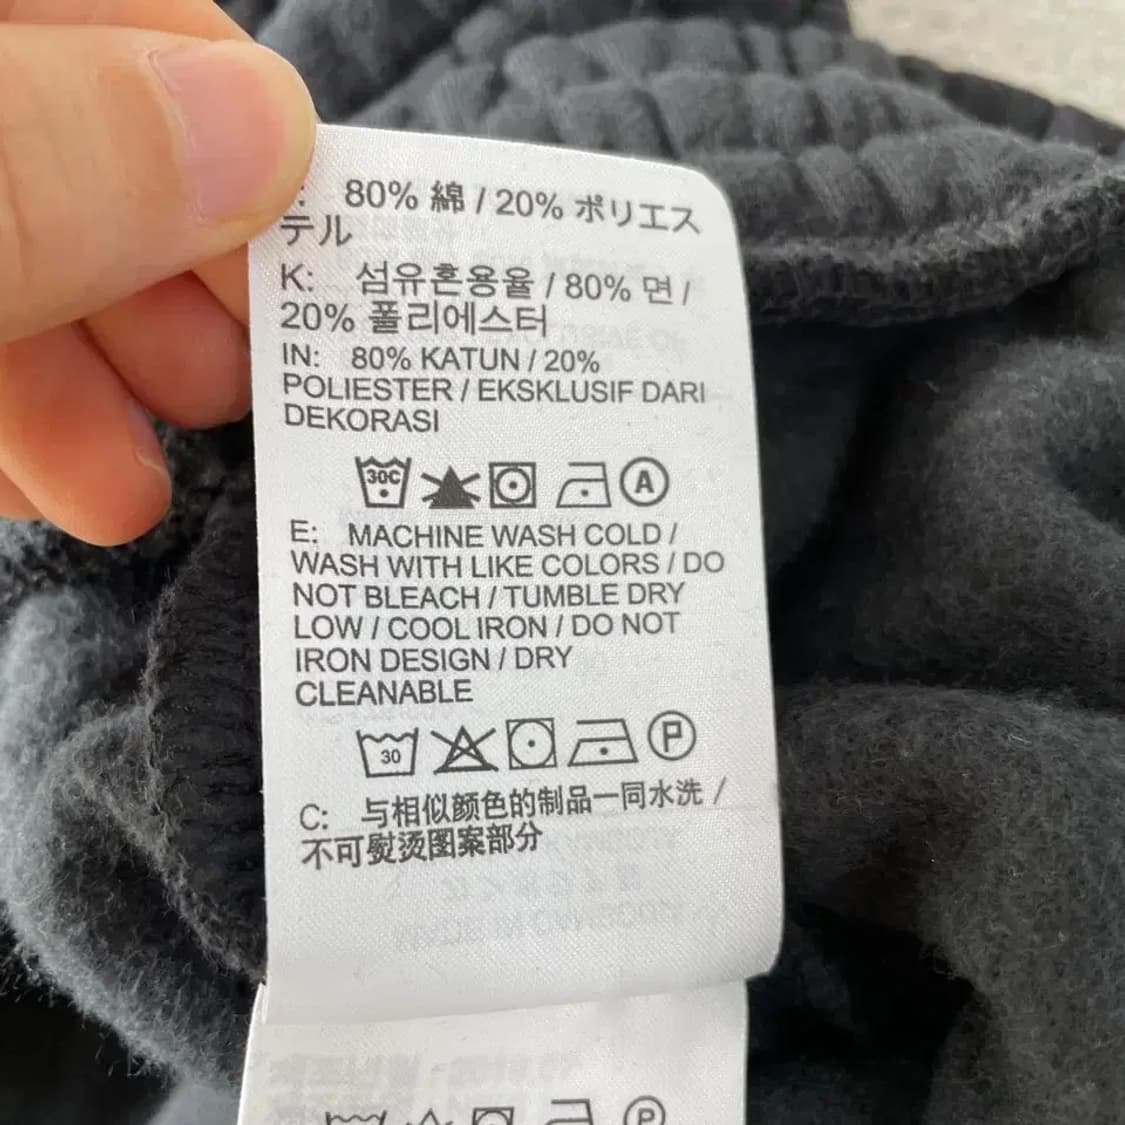 : 80% 綿 / 20% ポリエス
テル
K: 섬유혼용율 / 80% 면 /
20% 폴리에스터
IN: 80% KATUN / 20%
POLIESTER / EKSKLUSIF DARI
DEKORASI
30C A
E: MACHINE WASH COLD /
WASH WITH LIKE COLORS / DO
NOT BLEACH / TUMBLE DRY
LOW / COOL IRON / DO NOT
IRON DESIGN / DRY
CLEANABLE
30 P
C: 与相似颜色的制品一同水洗 /
不可熨烫图案部分
P